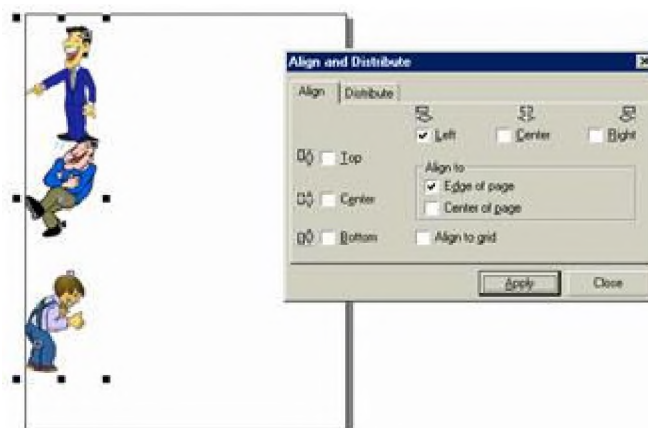 Align and Distribute
Align Distribute
Left Center Right
Top
Align to
Edge of page
Center
Center of page
Bottom Align to grid
Apply Close